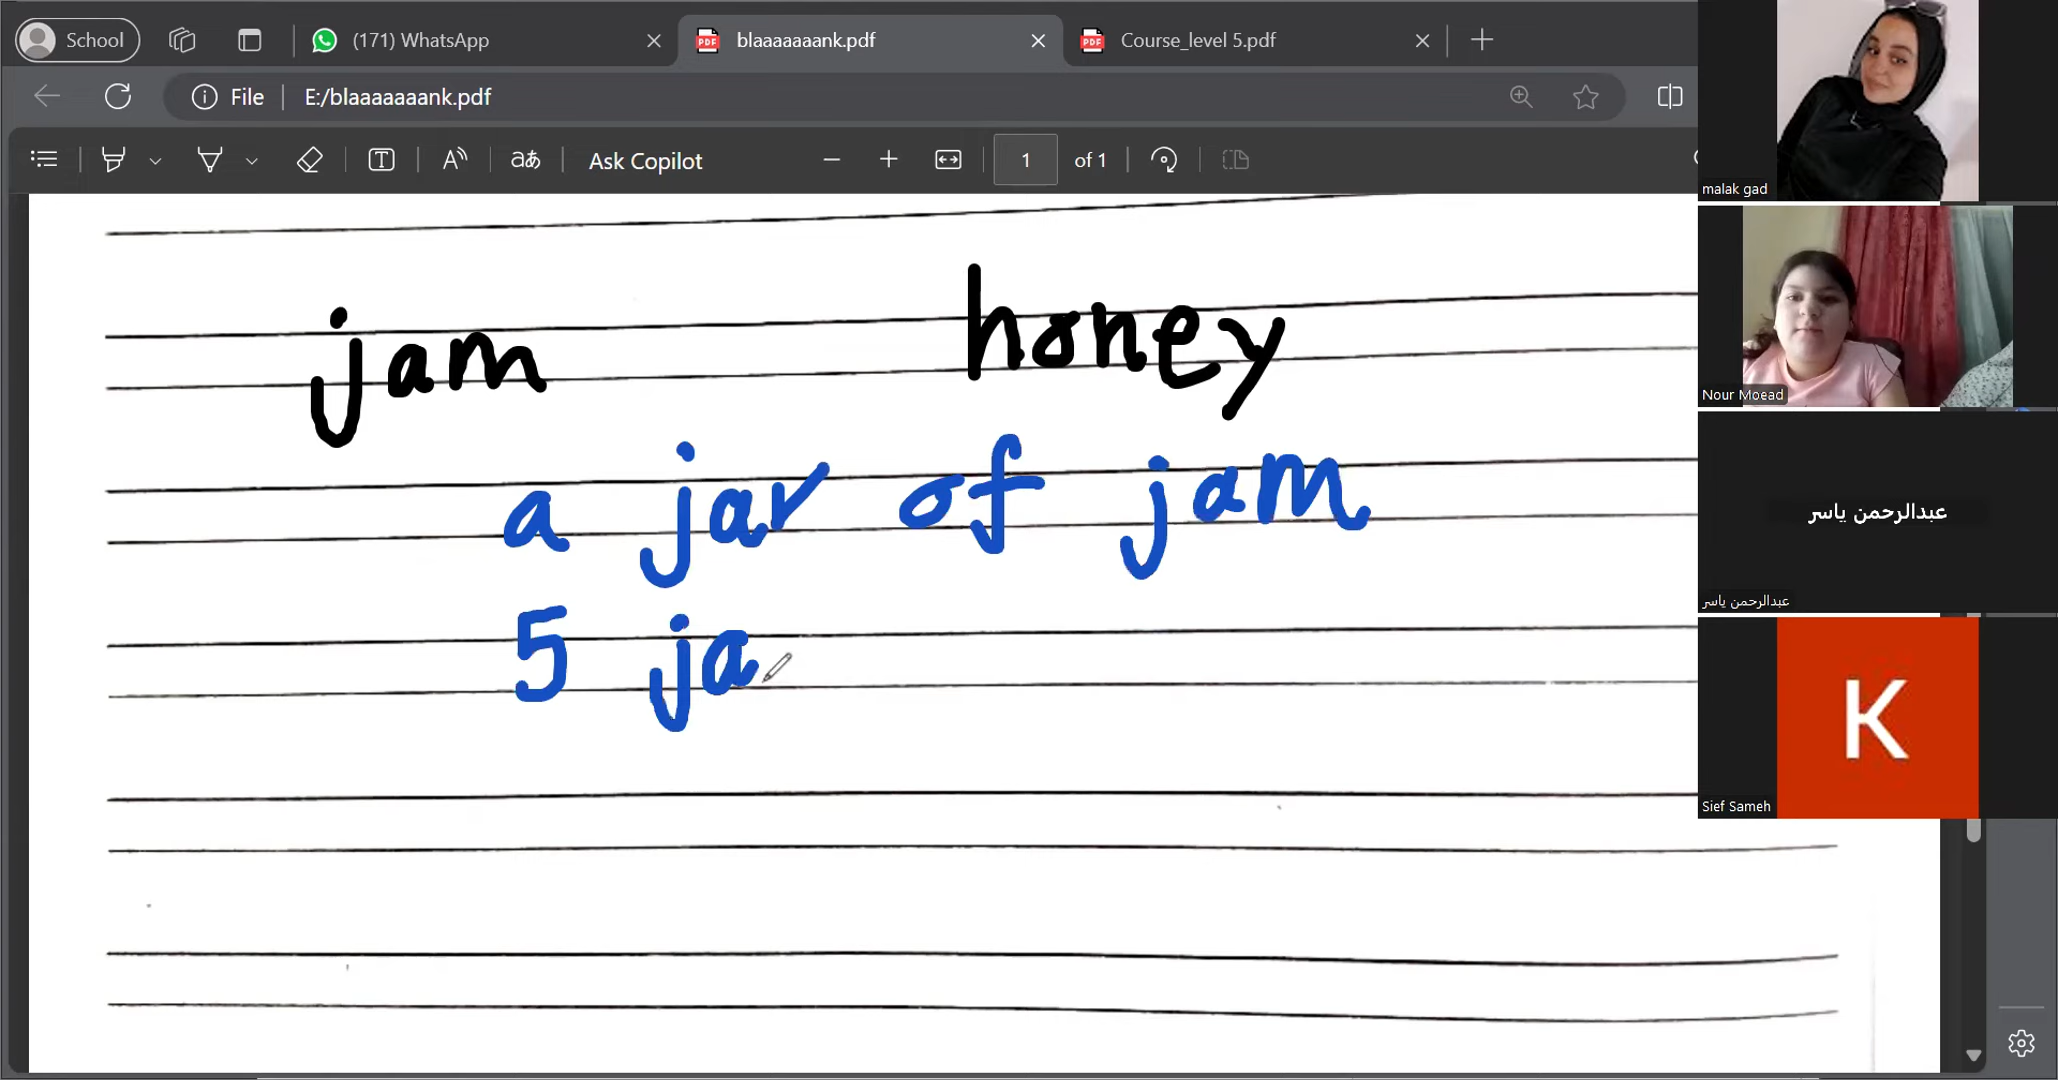 School
(171) WhatsApp
blaaaaaaank.pdf
Course_level 5.pdf
File
E:/blaaaaaaank.pdf
Ask Copilot
1 of 1
jam honey
a jar of jam
5 ja
malak gad
Nour Moead
عبدالرحمن ياسر
عبدالرحمن ياسر
K
Sief Sameh